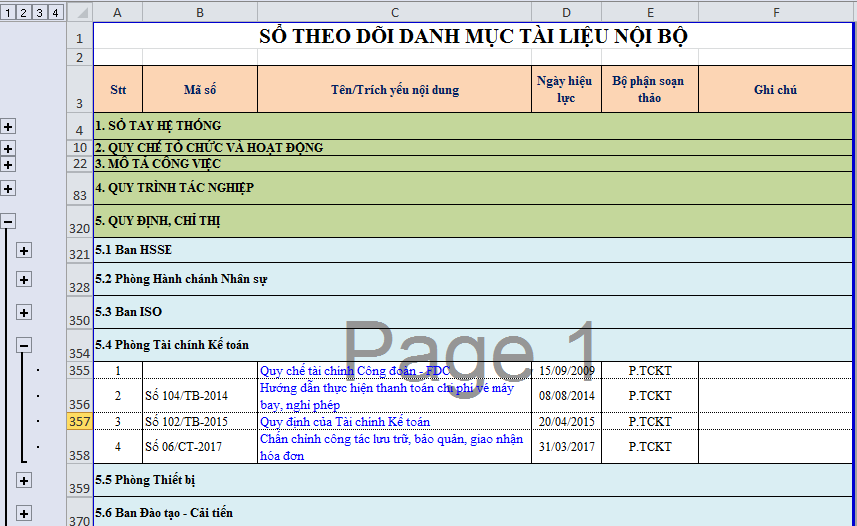 1 2 3 4
A B C D E F
1 SỔ THEO DÕI DANH MỤC TÀI LIỆU NỘI BỘ
2
3 Stt Mã số Tên/Trích yếu nội dung Ngày hiệu lực Bộ phận soạn thảo Ghi chú
4 1. SỔ TAY HỆ THỐNG
10 2. QUY CHẾ TỔ CHỨC VÀ HOẠT ĐỘNG
22 3. MÔ TẢ CÔNG VIỆC
83 4. QUY TRÌNH TÁC NGHIỆP
320 5. QUY ĐỊNH, CHỈ THỊ
321 5.1 Ban HSSE
328 5.2 Phòng Hành chánh Nhân sự
350 5.3 Ban ISO
354 5.4 Phòng Tài chính Kế toán
Page 1
355 1 Quy chế tài chính Công đoàn - FDC 15/09/2009 P.TCKT
356 2 Số 104/TB-2014 Hướng dẫn thực hiện thanh toán chi phí vé máy
bay, nghỉ phép 08/08/2014 P.TCKT
357 3 Số 102/TB-2015 Quy định của Tài chính Kế toán 20/04/2015 P.TCKT
358 4 Số 06/CT-2017 Chấn chỉnh công tác lưu trữ, bảo quản, giao nhận
hóa đơn 31/03/2017 P.TCKT
359 5.5 Phòng Thiết bị
370 5.6 Ban Đào tạo - Cải tiến